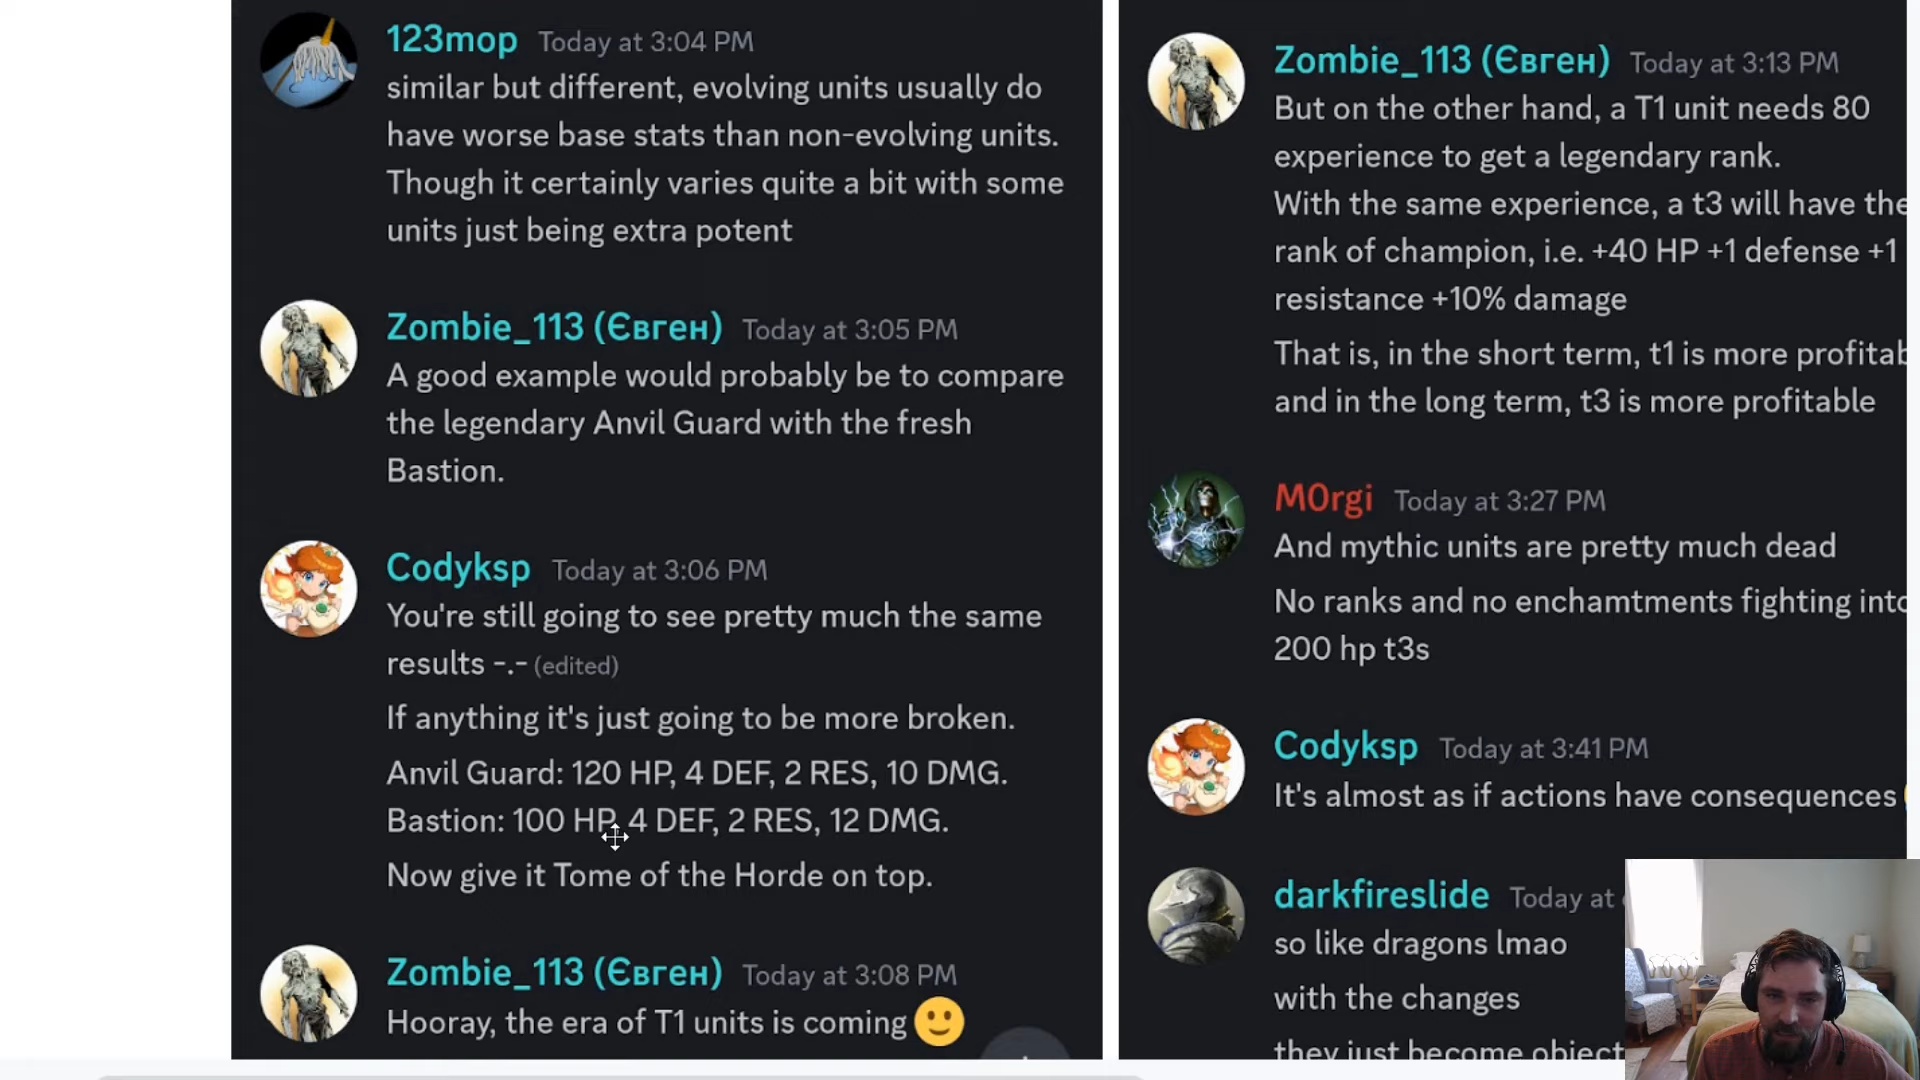 123mop Today at 3:04 PM
similar but different, evolving units usually do
have worse base stats than non-evolving units.
Though it certainly varies quite a bit with some
units just being extra potent
Zombie_113 (Євген) Today at 3:05 PM
A good example would probably be to compare
the legendary Anvil Guard with the fresh
Bastion.
Codyksp Today at 3:06 PM
You're still going to see pretty much the same
results -.- (edited)
If anything it's just going to be more broken.
Anvil Guard: 120 HP, 4 DEF, 2 RES, 10 DMG.
Bastion: 100 HP, 4 DEF, 2 RES, 12 DMG.
Now give it Tome of the Horde on top.
Zombie_113 (Євген) Today at 3:08 PM
Hooray, the era of T1 units is coming 🙂
Zombie_113 (Євген) Today at 3:13 PM
But on the other hand, a T1 unit needs 80
experience to get a legendary rank.
With the same experience, a t3 will have the
rank of champion, i.e. +40 HP +1 defense +1
resistance +10% damage
That is, in the short term, t1 is more profitab
and in the long term, t3 is more profitable
M0rgi Today at 3:27 PM
And mythic units are pretty much dead
No ranks and no enchamtments fighting into
200 hp t3s
Codyksp Today at 3:41 PM
It's almost as if actions have consequences
darkfireslide Today at
so like dragons lmao
with the changes
they just become object